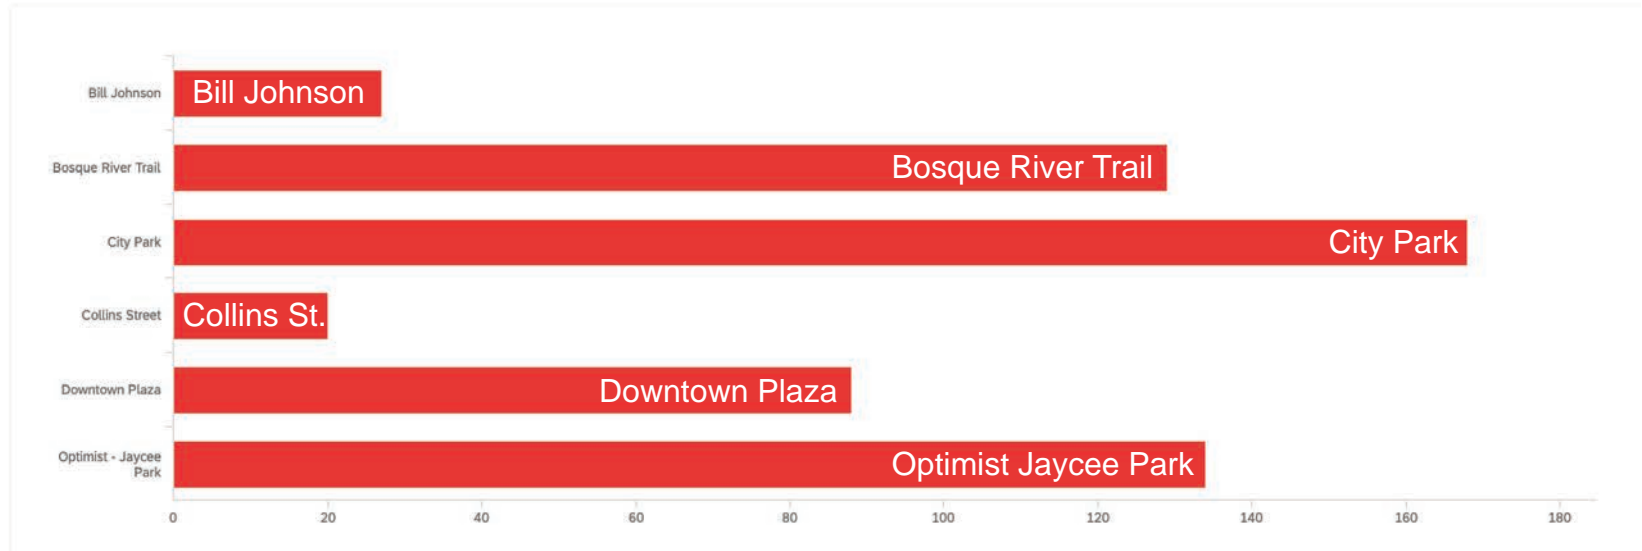 Bill Johnson
Bill Johnson
Bosque River Trail
Bosque River Trail
City Park
City Park
Collins Street
Collins St.
Downtown Plaza
Downtown Plaza
Optimist - Jaycee
Park
Optimist Jaycee Park
0 20 40 60 80 100 120 140 160 180